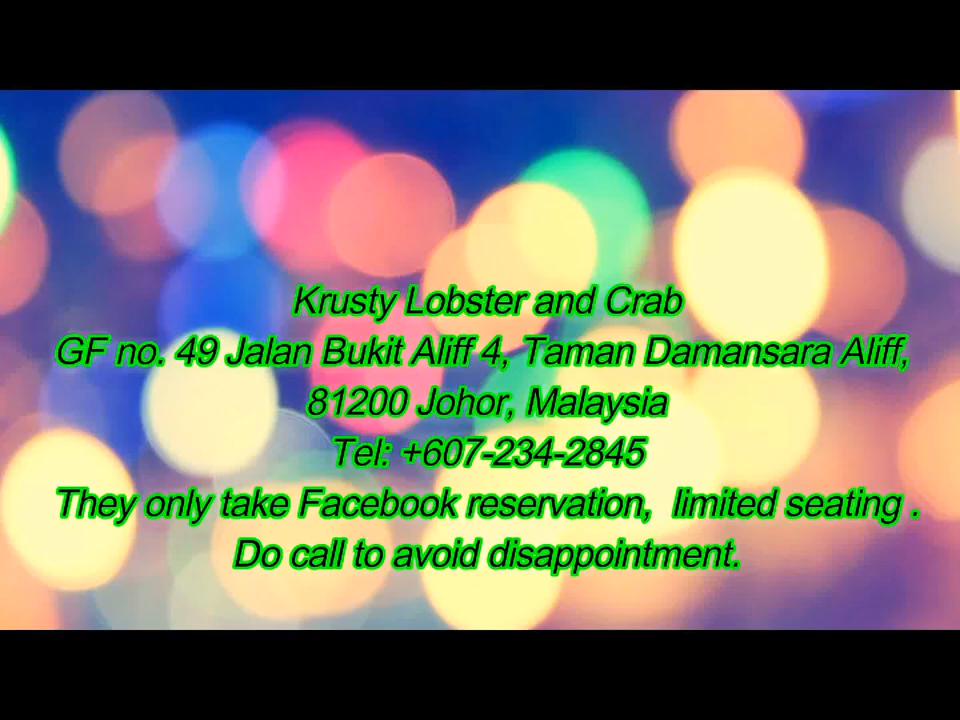 Krusty Lobster and Crab
GF no. 49 Jalan Bukit Aliff 4, Taman Damansara Aliff,
81200 Johor, Malaysia
Tel: +607-234-2845
They only take Facebook reservation,  limited seating .
Do call to avoid disappointment.